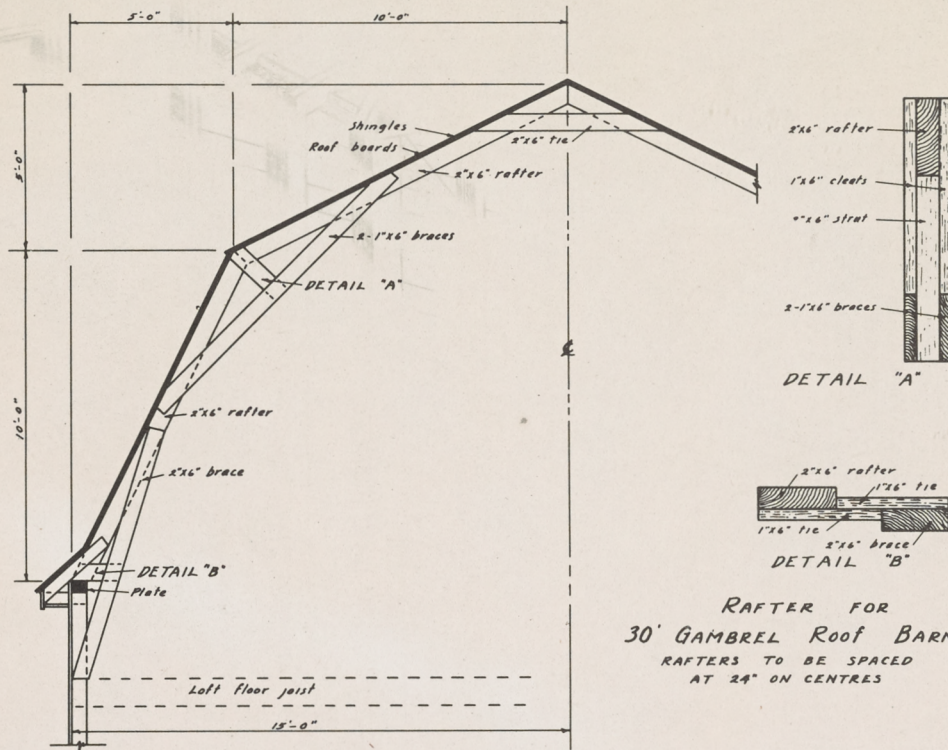 5'-0"
10'-0"
5'-0"
10'-0"
Shingles
Roof boards
2"x6" tie
2"x6" rafter
2-1"x6" braces
DETAIL "A"
2"x6" rafter
2"x6" brace
DETAIL "B"
Plate
Loft floor joist
15'-0"
2"x6" rafter
1"x6" cleats
"x6" strut
2-1"x6" braces
DETAIL "A"
2"x6" rafter
1"x6" tie
1"x6" tie
2"x6" brace
DETAIL "B"
RAFTER FOR
30' GAMBREL ROOF BARN
RAFTERS TO BE SPACED
AT 24" ON CENTRES